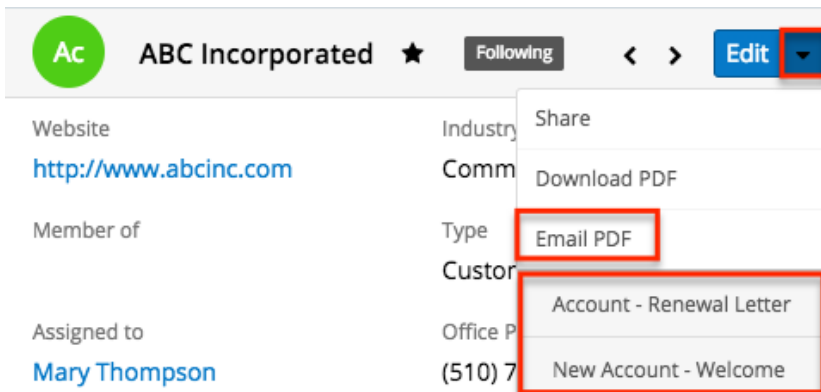 Ac ABC Incorporated ★ Following < > Edit
Website Industry Share
http://www.abcinc.com Comm Download PDF
Member of Type Email PDF
Custor
Account - Renewal Letter
Assigned to Office P
Mary Thompson (510) 7 New Account - Welcome